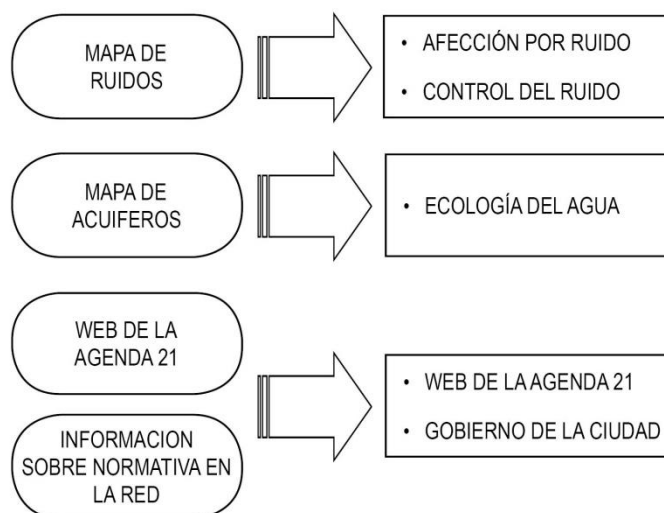 MAPA DE
RUIDOS
• AFECCIÓN POR RUIDO
• CONTROL DEL RUIDO
MAPA DE
ACUIFEROS
• ECOLOGÍA DEL AGUA
WEB DE LA
AGENDA 21
INFORMACION
SOBRE NORMATIVA EN
LA RED
• WEB DE LA AGENDA 21
• GOBIERNO DE LA CIUDAD